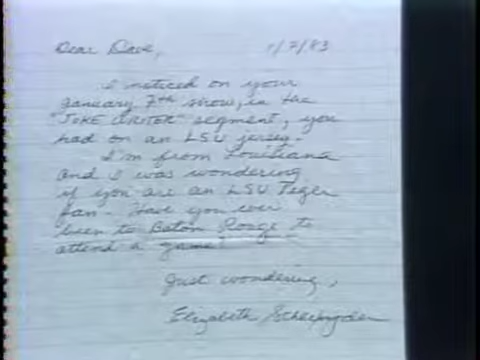 Dear Dave, 1/7/83
I noticed on your
January 7th show, in the
"JOKE WRITER" segment, you
had on an LSU jersey.
I'm from Louisiana
and I was wondering
if you are an LSU Tiger
fan. Have you ever
been to Baton Rouge to
attend a game?
Just wondering,
Elizabeth